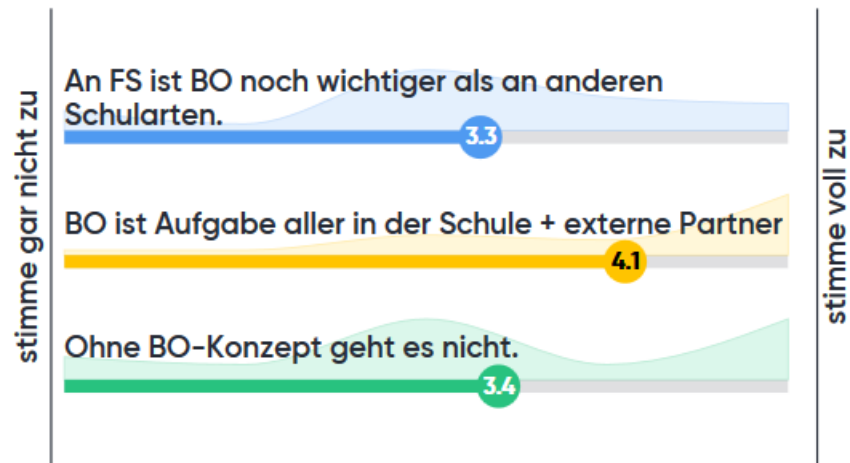 stimme gar nicht zu
An FS ist BO noch wichtiger als an anderen
Schularten.
3.3
BO ist Aufgabe aller in der Schule + externe Partner
4.1
Ohne BO-Konzept geht es nicht.
3.4
stimme voll zu